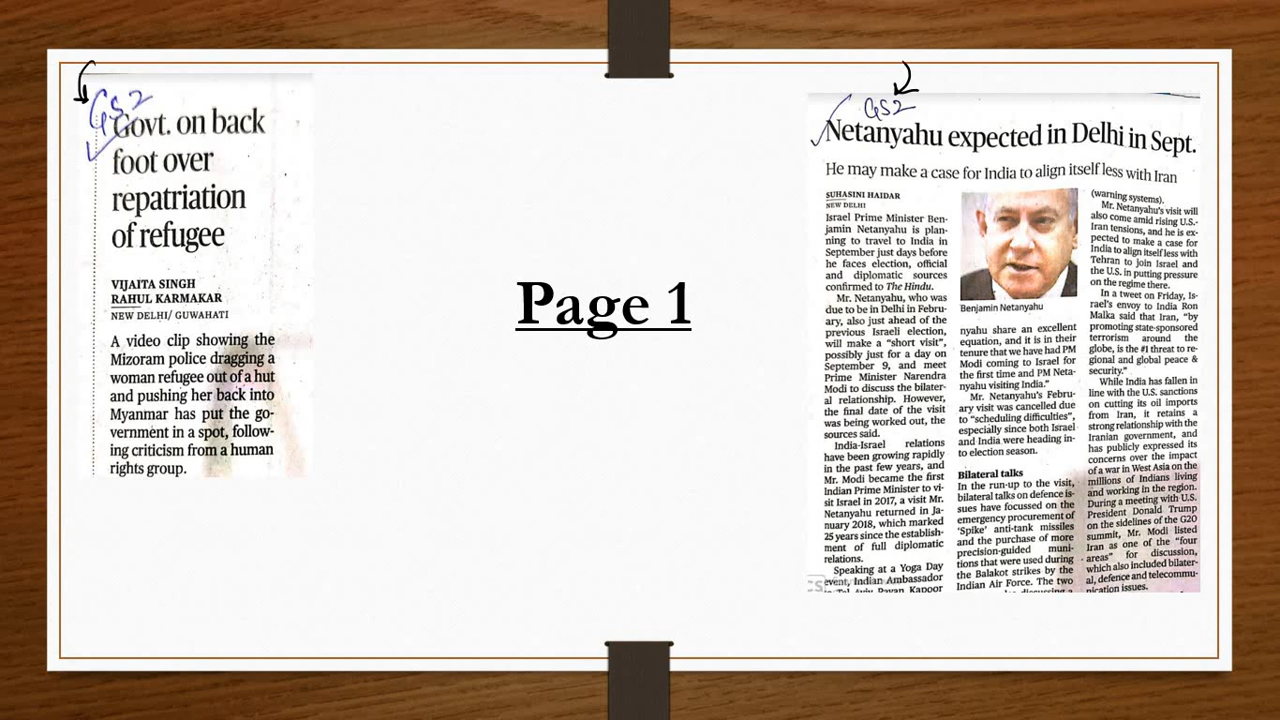 GS2
Govt. on back
foot over
repatriation
of refugee
VIJAITA SINGH
RAHUL KARMAKAR
NEW DELHI/ GUWAHATI
A video clip showing the
Mizoram police dragging a
woman refugee out of a hut
and pushing her back into
Myanmar has put the go-
vernment in a spot, follow-
ing criticism from a human
rights group.
Page 1
GS2
Netanyahu expected in Delhi in Sept.
He may make a case for India to align itself less with Iran
SUHASINI HAIDAR
NEW DELHI
Israel Prime Minister Ben-
jamin Netanyahu is plan-
ning to travel to India in
September just days before
he faces election, official
and diplomatic sources
confirmed to The Hindu.
Mr. Netanyahu, who was
due to be in Delhi in Febru-
ary, also just ahead of the
previous Israeli election,
will make a “short visit”,
possibly just for a day on
September 9, and meet
Prime Minister Narendra
Modi to discuss the bilater-
al relationship. However,
the final date of the visit
was being worked out, the
sources said.
India-Israel relations
have been growing rapidly
in the past few years, and
Mr. Modi became the first
Indian Prime Minister to vi-
sit Israel in 2017, a visit Mr.
Netanyahu returned in Ja-
nuary 2018, which marked
25 years since the establish-
ment of full diplomatic
relations.
Speaking at a Yoga Day
event, Indian Ambassador
to Tel Aviv Pavan Kapoor
CS
Benjamin Netanyahu
nyahu share an excellent
equation, and it is in their
tenure that we have had PM
Modi coming to Israel for
the first time and PM Neta-
nyahu visiting India.”
Mr. Netanyahu's Febru-
ary visit was cancelled due
to “scheduling difficulties”,
especially since both Israel
and India were heading in-
to election season.
Bilateral talks
In the run-up to the visit,
bilateral talks on defence is-
sues have focussed on the
emergency procurement of
‘Spike’ anti-tank missiles
and the purchase of more
precision-guided muni-
tions that were used during
the Balakot strikes by the
Indian Air Force. The two
discussing a
(warning systems).
Mr. Netanyahu's visit will
also come amid rising U.S.-
Iran tensions, and he is ex-
pected to make a case for
India to align itself less with
Tehran to join Israel and
the U.S. in putting pressure
on the regime there.
In a tweet on Friday, Is-
rael's envoy to India Ron
Malka said that Iran, “by
promoting state-sponsored
terrorism around the
globe, is the #1 threat to re-
gional and global peace &
security.”
While India has fallen in
line with the U.S. sanctions
on cutting its oil imports
from Iran, it retains a
strong relationship with the
Iranian government, and
has publicly expressed its
concerns over the impact
of a war in West Asia on the
millions of Indians living
and working in the region.
During a meeting with U.S.
President Donald Trump
on the sidelines of the G20
summit, Mr. Modi listed
Iran as one of the “four
areas” for discussion,
which also included bilater-
al, defence and telecommu-
nication issues.